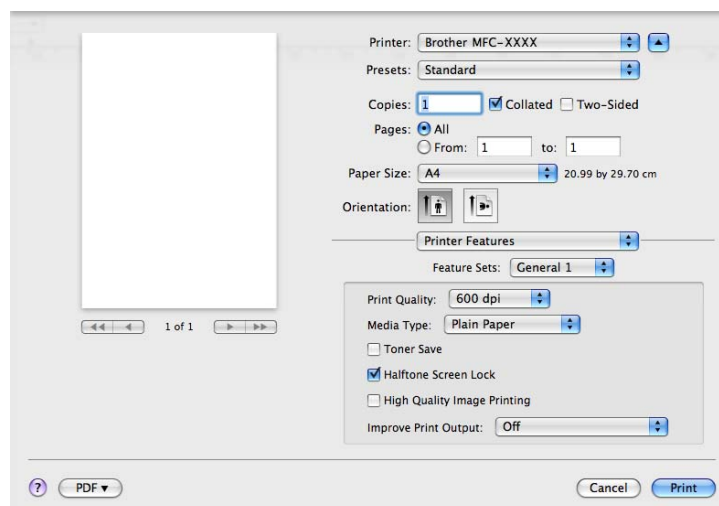 Printer: Brother MFC-XXXX
Presets: Standard
Copies: 1 Collated Two-Sided
Pages: All
From: 1 to: 1
Paper Size: A4 20.99 by 29.70 cm
Orientation:
Printer Features
Feature Sets: General 1
Print Quality: 600 dpi
Media Type: Plain Paper
Toner Save
Halftone Screen Lock
High Quality Image Printing
Improve Print Output: Off
1 of 1
? PDF▼ Cancel Print